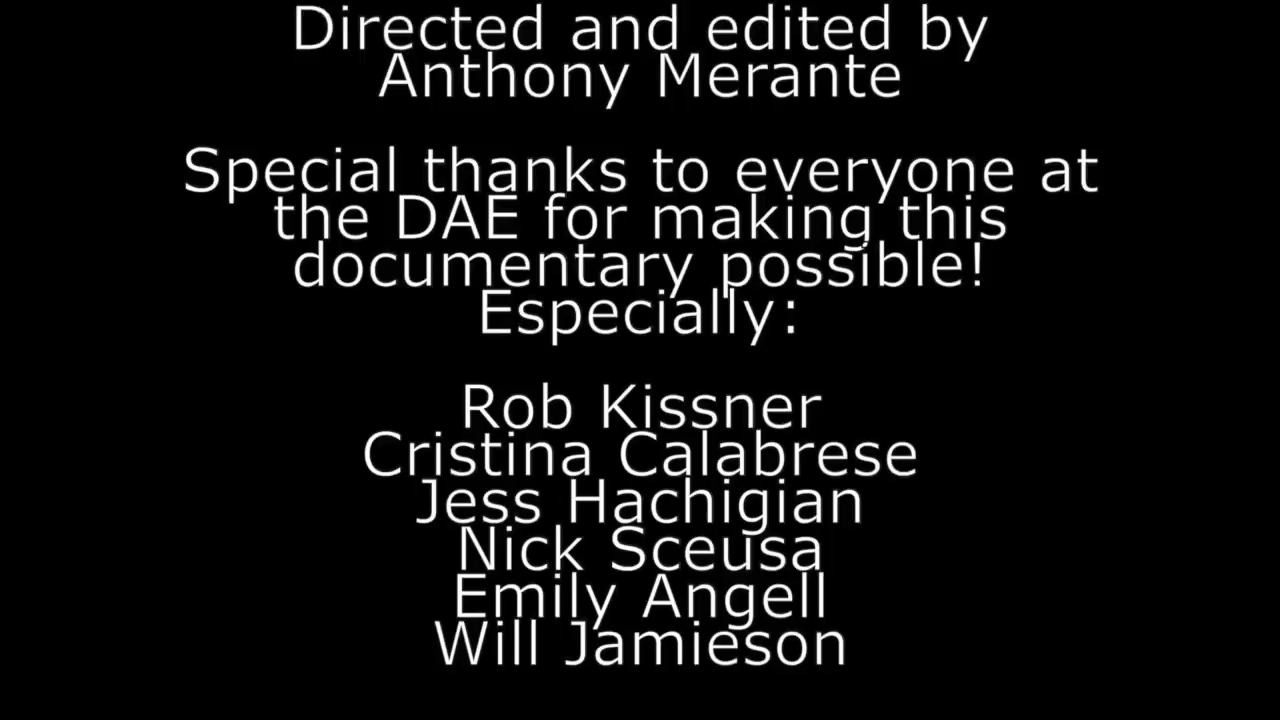 Directed and edited by
Anthony Merante
Special thanks to everyone at
the DAE for making this
documentary possible!
Especially:
Rob Kissner
Cristina Calabrese
Jess Hachigian
Nick Sceusa
Emily Angell
Will Jamieson